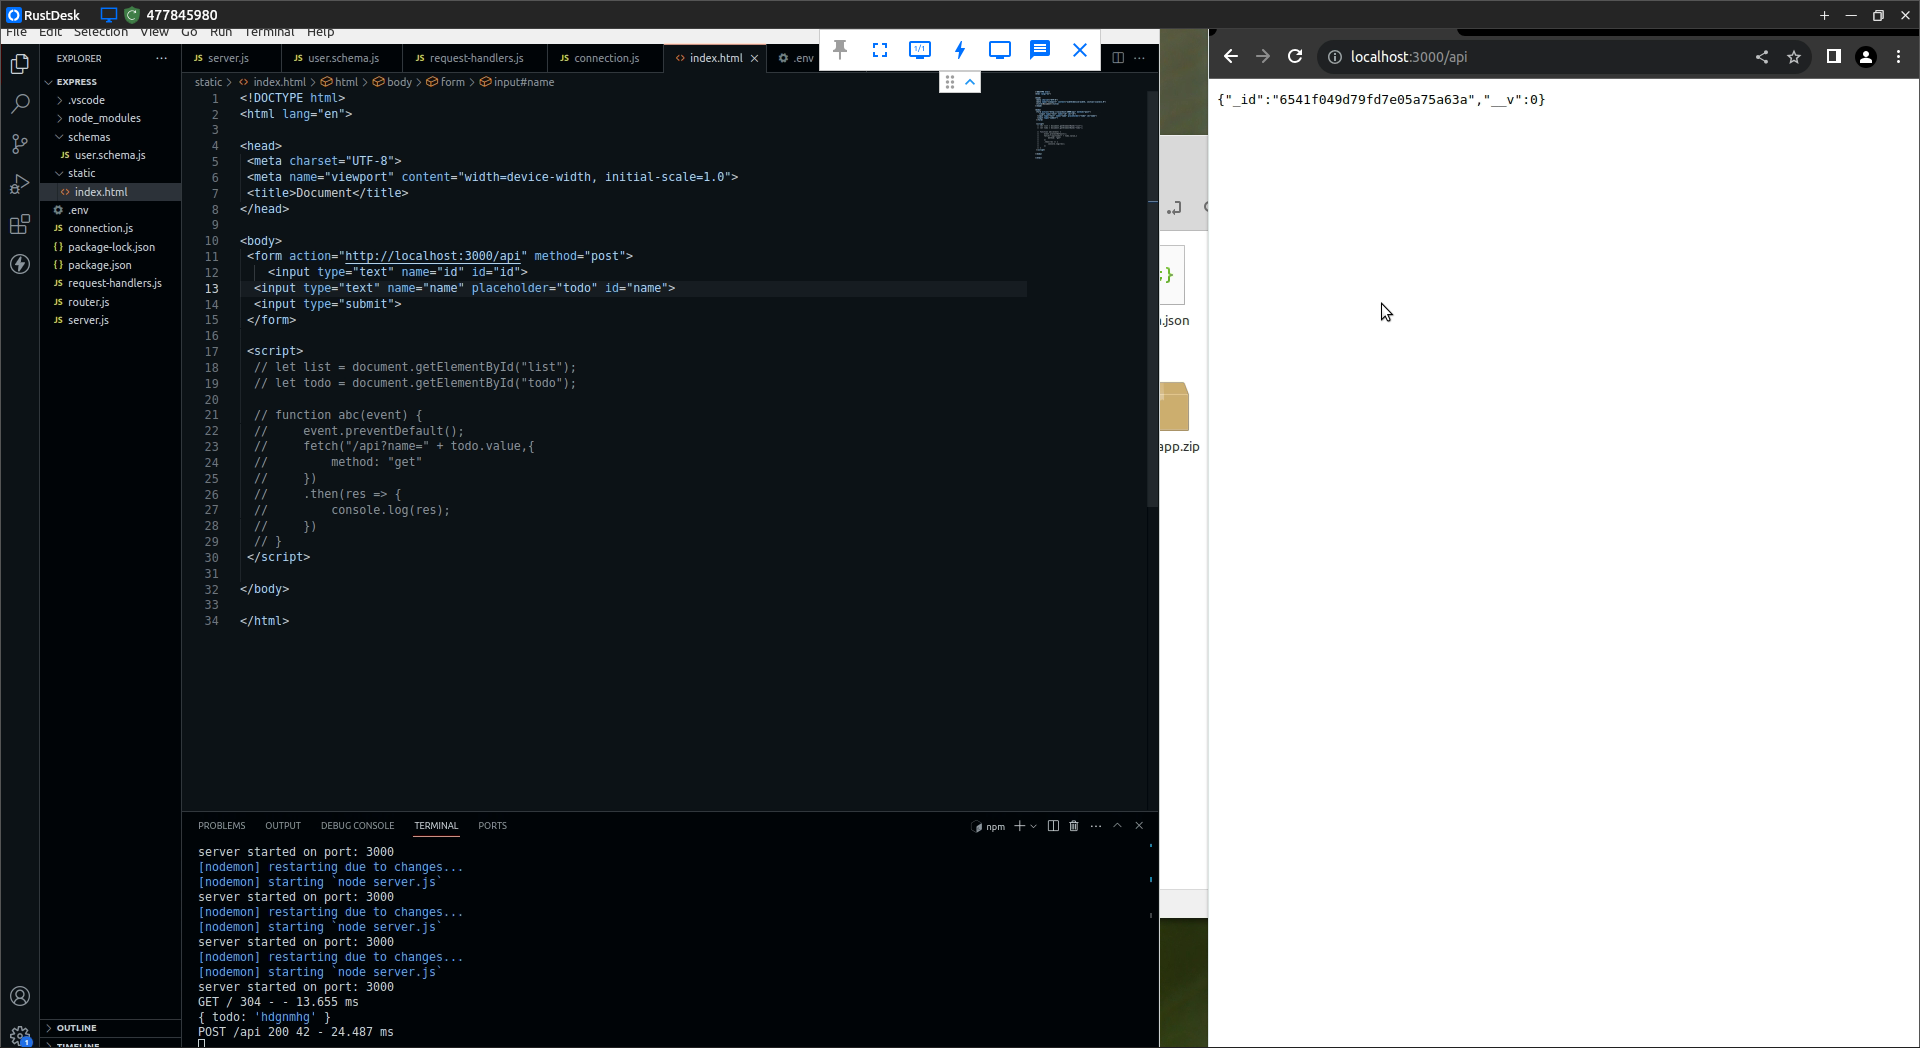 RustDesk 477845980
File Edit Selection View Go Run Terminal Help
EXPLORER
EXPRESS
.vscode
node_modules
schemas
JS user.schema.js
static
<> index.html
.env
JS connection.js
{} package-lock.json
{} package.json
JS request-handlers.js
JS router.js
JS server.js
OUTLINE
TIMELINE
1
JS server.js JS user.schema.js JS request-handlers.js JS connection.js <> index.html .env
1/1
static > <> index.html > html > body > form > input#name
1 <!DOCTYPE html>
2 <html lang="en">
3
4 <head>
5 <meta charset="UTF-8">
6 <meta name="viewport" content="width=device-width, initial-scale=1.0">
7 <title>Document</title>
8 </head>
9
10 <body>
11 <form action="http://localhost:3000/api" method="post">
12 <input type="text" name="id" id="id">
13 <input type="text" name="name" placeholder="todo" id="name">
14 <input type="submit">
15 </form>
16
17 <script>
18 // let list = document.getElementById("list");
19 // let todo = document.getElementById("todo");
20
21 // function abc(event) {
22 // event.preventDefault();
23 // fetch("/api?name=" + todo.value,{
24 // method: "get"
25 // })
26 // .then(res => {
27 // console.log(res);
28 // })
29 // }
30 </script>
31
32 </body>
33
34 </html>
PROBLEMS OUTPUT DEBUG CONSOLE TERMINAL PORTS
npm
server started on port: 3000
[nodemon] restarting due to changes...
[nodemon] starting `node server.js`
server started on port: 3000
[nodemon] restarting due to changes...
[nodemon] starting `node server.js`
server started on port: 3000
[nodemon] restarting due to changes...
[nodemon] starting `node server.js`
server started on port: 3000
GET / 304 - - 13.655 ms
{ todo: 'hdgnmhg' }
POST /api 200 42 - 24.487 ms
;}
.json
app.zip
localhost:3000/api
{"_id":"6541f049d79fd7e05a75a63a","__v":0}